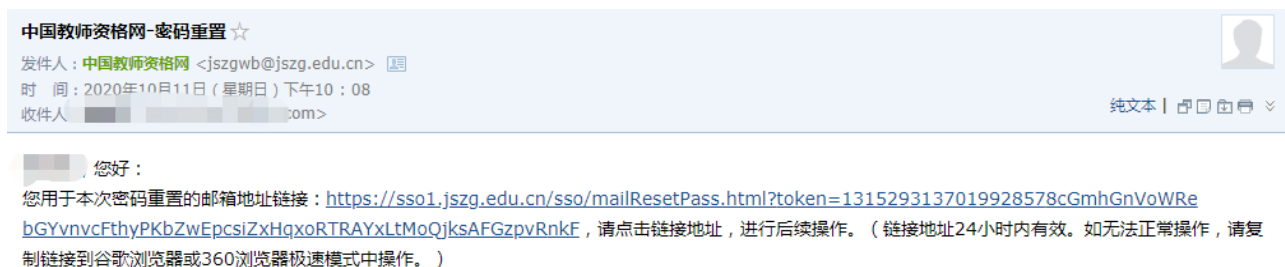 中国教师资格网-密码重置
发件人：中国教师资格网 <jszgwb@jszg.edu.cn>
时　间：2020年10月11日（星期日）下午10：08
收件人 com>
纯文本 |
您好：
您用于本次密码重置的邮箱地址链接：https://sso1.jszg.edu.cn/sso/mailResetPass.html?token=1315293137019928578cGmhGnVoWRe
bGYvnvcFthyPKbZwEpcsiZxHqxoRTRAYxLtMoQjksAFGzpvRnkF，请点击链接地址，进行后续操作。（链接地址24小时内有效。如无法正常操作，请复
制链接到谷歌浏览器或360浏览器极速模式中操作。）